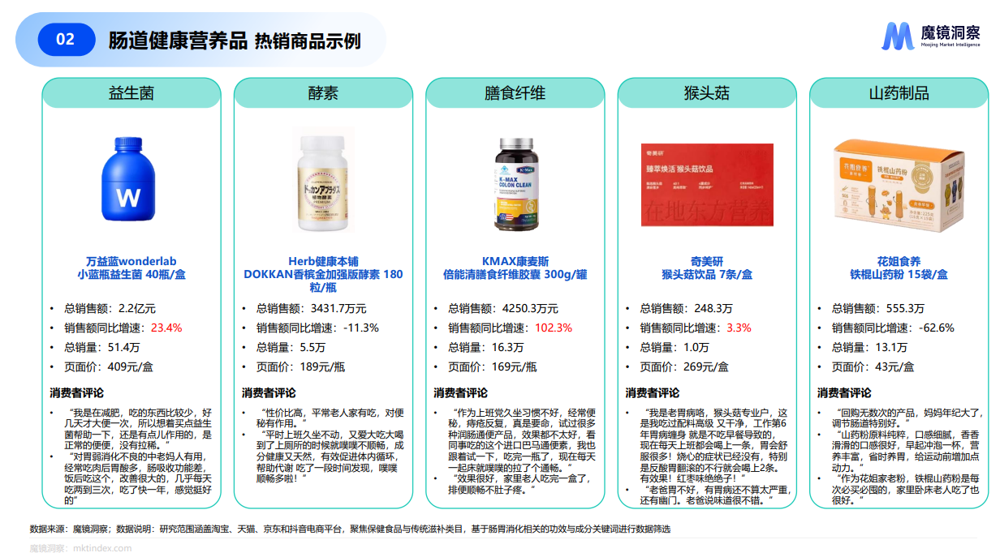 02
肠道健康营养品 热销商品示例
魔镜洞察
Moojing Market Intelligence
益生菌
W
万益蓝wonderlab
小蓝瓶益生菌 40瓶/盒
• 总销售额：2.2亿元
• 销售额同比增速：23.4%
• 总销量：51.4万
• 页面价：409元/盒
消费者评论
• “我是在减肥，吃的东西比较少，好
几天才大便一次，所以想着买点益生
菌帮助一下，还是有点儿作用的，是
正常的便便，没有拉稀。”
• “对胃弱消化不良的中老妈人有用，
经常吃肉后胃酸多，肠吸收功能差，
饭后吃这个，改善很大的，几乎每天
吃两到三次，吃了快一年，感觉挺好
的”
酵素
ドッカンアブラダス
植物酵素
PREMIUM
Herb健康本铺
DOKKAN香槟金加强版酵素 180
粒/瓶
• 总销售额：3431.7万元
• 销售额同比增速：-11.3%
• 总销量：5.5万
• 页面价：189元/瓶
消费者评论
• “性价比高，平常老人家有吃，对便
秘有作用。”
• “平时上班久坐不动，又爱大吃大喝
到了上厕所的时候就噗噗不顺畅，成
分健康又天然，有效促进体内循环，
帮助代谢 吃了一段时间发现，噗噗
顺畅多啦！”
膳食纤维
K-Max
K-MAX
COLON CLEAN
KMAX康麦斯
倍能清膳食纤维胶囊 300g/罐
• 总销售额：4250.3万元
• 销售额同比增速：102.3%
• 总销量：16.3万
• 页面价：169元/瓶
消费者评论
• “作为上班党久坐习惯不好，经常便
秘，痔疮反复，真是要命，试过很多
种润肠通便产品，效果都不太好，看
同事吃的这个进口巴马通便素，我也
跟着试一下，吃完一瓶了，现在每天
一起床就噗噗的拉了个通畅。”
• “效果很好，家里老人吃完一盒了，
排便顺畅不肚子疼。”
猴头菇
奇美研
臻萃焕活 猴头菇饮品
在地东方营养
奇美研
猴头菇饮品 7条/盒
• 总销售额：248.3万
• 销售额同比增速：3.3%
• 总销量：1.0万
• 页面价：269元/盒
消费者评论
• “我是老胃病咯，猴头菇专业户，这
是我吃过配料高级 又干净，工作第6
年胃病缠身 就是不吃早餐导致的，
现在每天上班都会喝上一条，胃会舒
服很多！烧心的症状已经没有，特别
是反酸胃翻滚的不行就会喝上2条。
有效果！红枣味绝绝子！”
• “老爸胃不好，有胃病还不算太严重，
还有幽门。老爸说味道很不错。”
山药制品
花姐食养
铁棍山药粉
花姐食养
铁棍山药粉 15袋/盒
• 总销售额：555.3万
• 销售额同比增速：-62.6%
• 总销量：13.1万
• 页面价：43元/盒
消费者评论
• “回购无数次的产品，妈妈年纪大了，
调节肠道特别好。”
• “山药粉原料纯粹，口感细腻，香香
滑滑的口感很好，早起冲泡一杯，营
养丰富，省时养胃，给运动前增加点
动力。”
• “作为花姐家老粉，铁棍山药粉是每
次必买必囤的，家里卧床老人吃了也
很好。”
数据来源：魔镜洞察；数据说明：研究范围涵盖淘宝、天猫、京东和抖音电商平台，聚焦保健食品与传统滋补类目，基于肠胃消化相关的功效与成分关键词进行数据筛选
魔镜洞察：mktindex.com